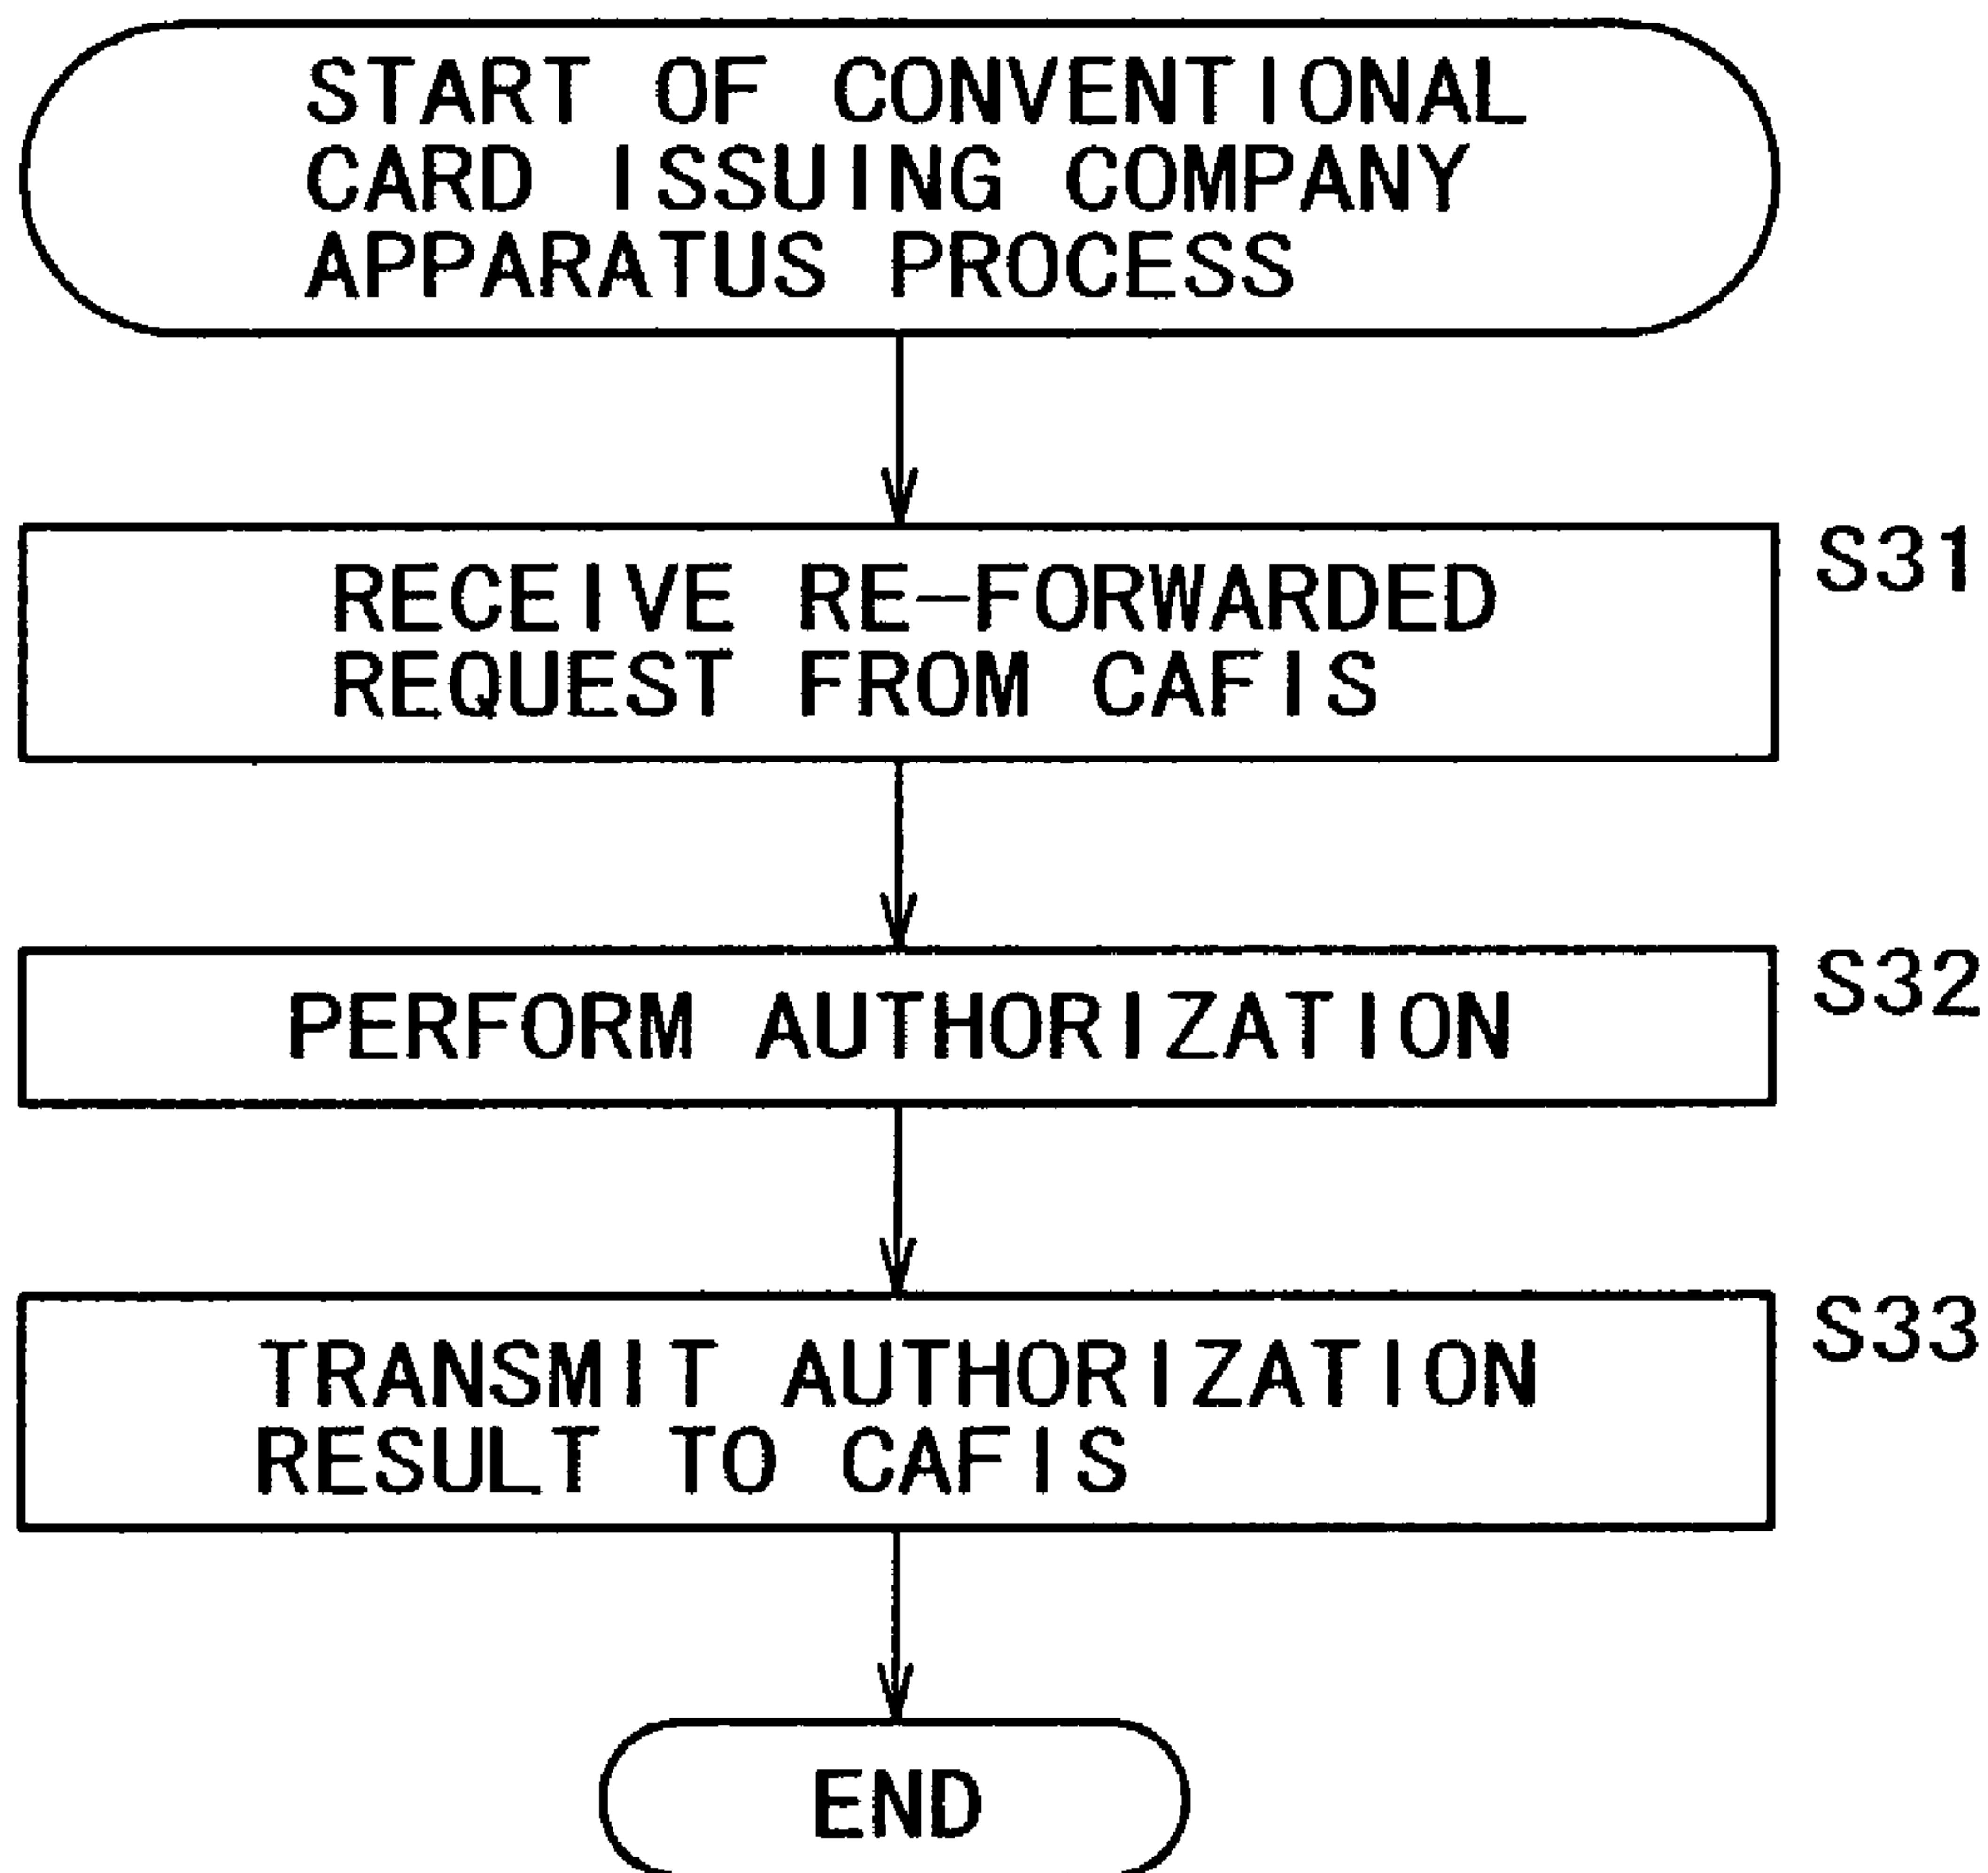 START OF CONVENTIONAL
CARD ISSUING COMPANY
APPARATUS PROCESS
S31
RECEIVE RE-FORWARDED
REQUEST FROM CAFIS
S32
PERFORM AUTHORIZATION
S33
TRANSMIT AUTHORIZATION
RESULT TO CAFIS
END